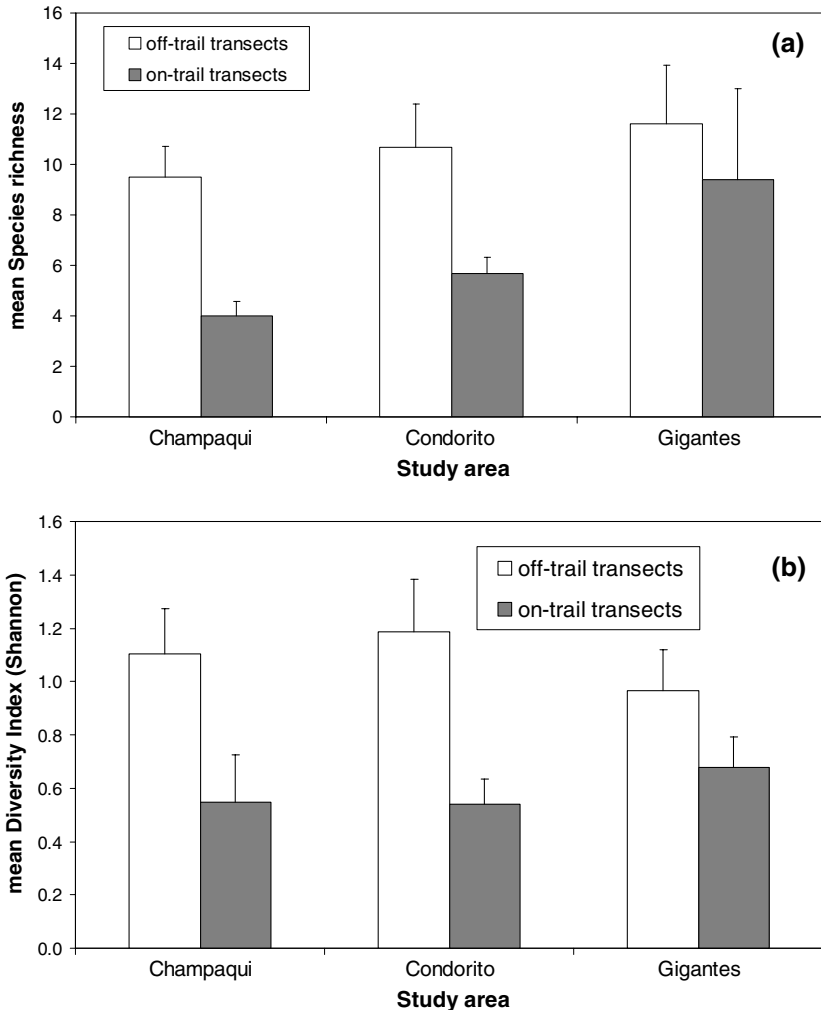 16
14
12
10
8
6
4
2
0
mean Species richness
off-trail transects
on-trail transects
(a)
Champaqui Condorito Gigantes
Study area
1.6
1.4
1.2
1.0
0.8
0.6
0.4
0.2
0.0
mean Diversity Index (Shannon)
off-trail transects
on-trail transects
(b)
Champaqui Condorito Gigantes
Study area